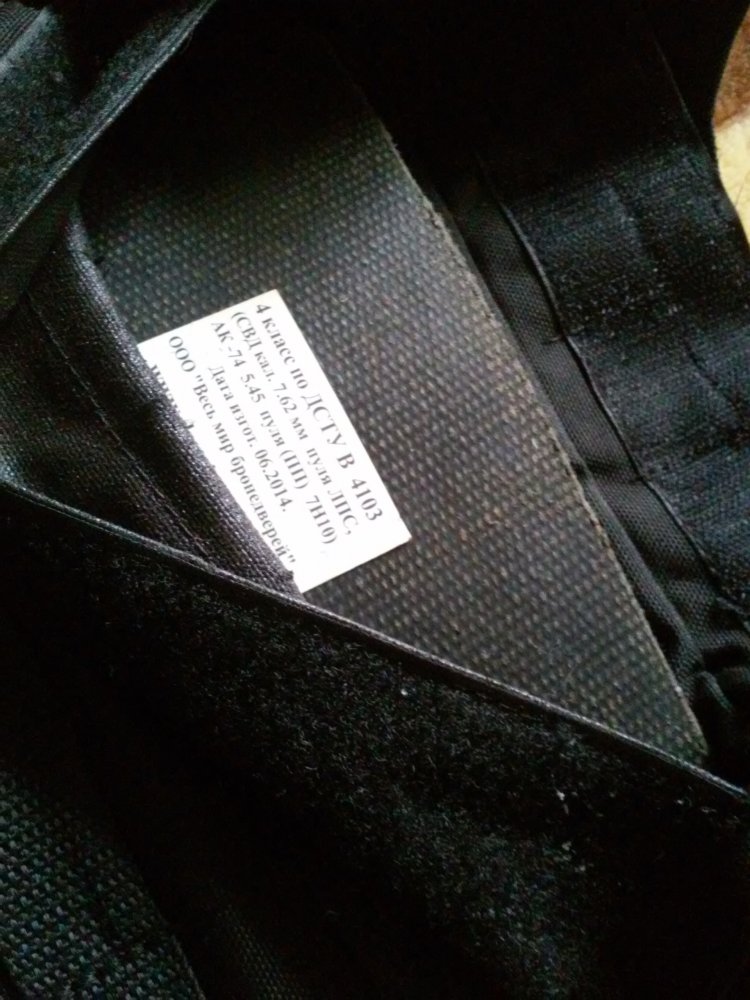 4 класс по ДСТУ В 4103
(СВД кал. 7.62 мм пуля ЛПС,
АК -74 5.45 пуля (ПП) 7Н10)
Дата изгот. 06.2014.
ООО "Весь мир бронедверей"